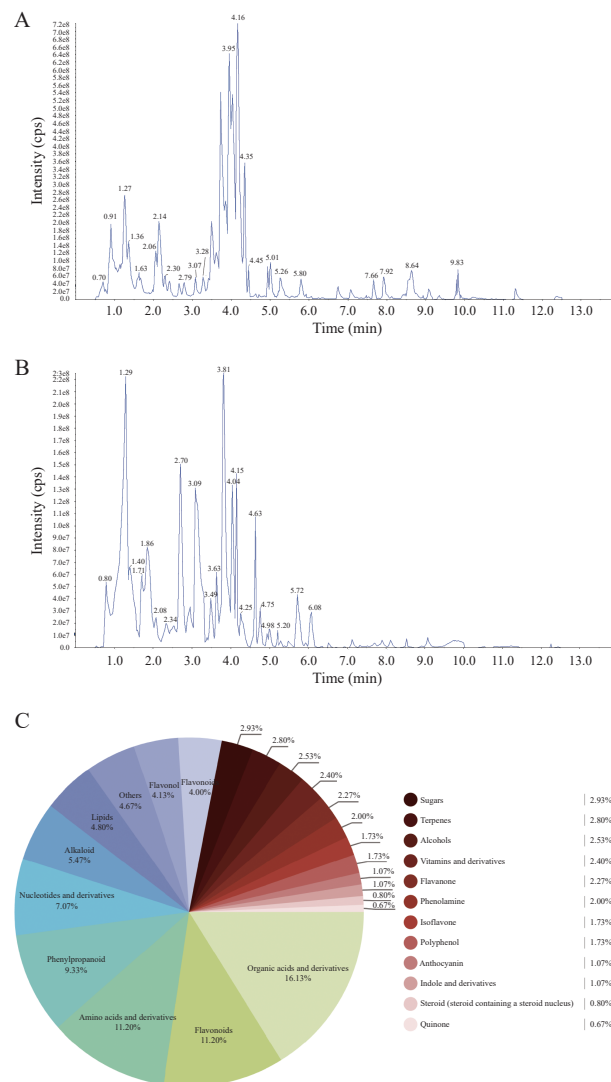 A
7.2e8
7.0e8
6.8e8
6.6e8
6.4e8
6.2e8
6.0e8
5.8e8
5.6e8
5.4e8
5.2e8
5.0e8
4.8e8
4.6e8
4.4e8
4.2e8
4.0e8
3.8e8
3.6e8
3.4e8
3.2e8
3.0e8
2.8e8
2.6e8
2.4e8
2.2e8
2.0e8
1.8e8
1.6e8
1.4e8
1.2e8
1.0e8
8.0e7
6.0e7
4.0e7
2.0e7
0.0
Intensity (cps)
0.70
0.91
1.27
1.36
1.63
2.06
2.14
2.30
2.79
3.07
3.28
3.95
4.16
4.35
4.45
5.01
5.26
5.80
7.66
7.92
8.64
9.83
1.0 2.0 3.0 4.0 5.0 6.0 7.0 8.0 9.0 10.0 11.0 12.0 13.0
Time (min)
B
2.3e8
2.2e8
2.1e8
2.0e8
1.9e8
1.8e8
1.7e8
1.6e8
1.5e8
1.4e8
1.3e8
1.2e8
1.1e8
1.0e8
9.0e7
8.0e7
7.0e7
6.0e7
5.0e7
4.0e7
3.0e7
2.0e7
1.0e7
0.0
Intensity (cps)
0.80
1.29
1.40
1.71
1.86
2.08
2.34
2.70
3.09
3.49
3.63
3.81
4.04
4.15
4.25
4.63
4.75
4.98
5.20
5.72
6.08
1.0 2.0 3.0 4.0 5.0 6.0 7.0 8.0 9.0 10.0 11.0 12.0 13.0
Time (min)
C
2.93%
2.80%
2.53%
2.40%
2.27%
2.00%
1.73%
1.73%
1.07%
1.07%
0.80%
0.67%
Flavonoid
4.00%
Flavonol
4.13%
Others
4.67%
Lipids
4.80%
Alkaloid
5.47%
Nucleotides and derivatives
7.07%
Phenylpropanoid
9.33%
Amino acids and derivatives
11.20%
Flavonoids
11.20%
Organic acids and derivatives
16.13%
Sugars 2.93%
Terpenes 2.80%
Alcohols 2.53%
Vitamins and derivatives 2.40%
Flavanone 2.27%
Phenolamine 2.00%
Isoflavone 1.73%
Polyphenol 1.73%
Anthocyanin 1.07%
Indole and derivatives 1.07%
Steroid (steroid containing a steroid nucleus) 0.80%
Quinone 0.67%